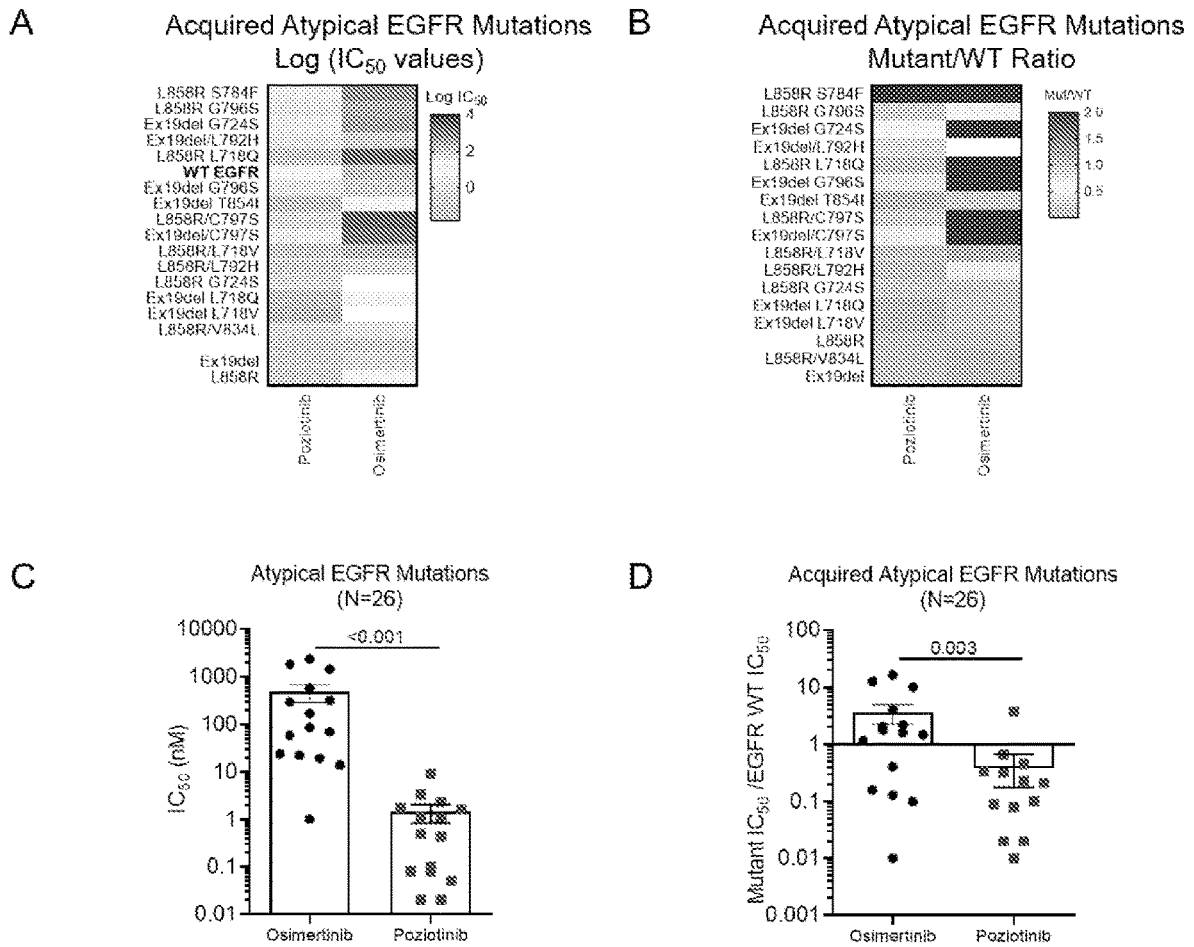 A
Acquired Atypical EGFR Mutations
Log (IC50 values)
L858R S784F
L858R G796S
Ex19del G724S
Ex19del/L792H
L858R L718Q
WT EGFR
Ex19del G796S
Ex19del T854I
L858R/C797S
Ex19del/C797S
L858R/L718V
L858R/L792H
L858R G724S
Ex19del L718Q
Ex19del L718V
L858R/V834L
Ex19del
L858R
Log IC50
4
2
0
Poziotinib
Osimertinib
B
Acquired Atypical EGFR Mutations
Mutant/WT Ratio
L858R S784F
L858R G796S
Ex19del G724S
Ex19del/L792H
L858R L718Q
Ex19del G796S
Ex19del T854I
L858R/C797S
Ex19del/C797S
L858R/L718V
L858R/L792H
L858R G724S
Ex19del L718Q
Ex19del L718V
L858R
L858R/V834L
Ex19del
Mut/WT
2.0
1.5
1.0
0.5
Poziotinib
Osimertinib
C
Atypical EGFR Mutations
(N=26)
<0.001
IC50 (nM)
10000
1000
100
10
1
0.1
0.01
Osimertinib
Poziotinib
D
Acquired Atypical EGFR Mutations
(N=26)
0.003
Mutant IC50 /EGFR WT IC50
100
10
1
0.1
0.01
0.001
Osimertinib
Poziotinib